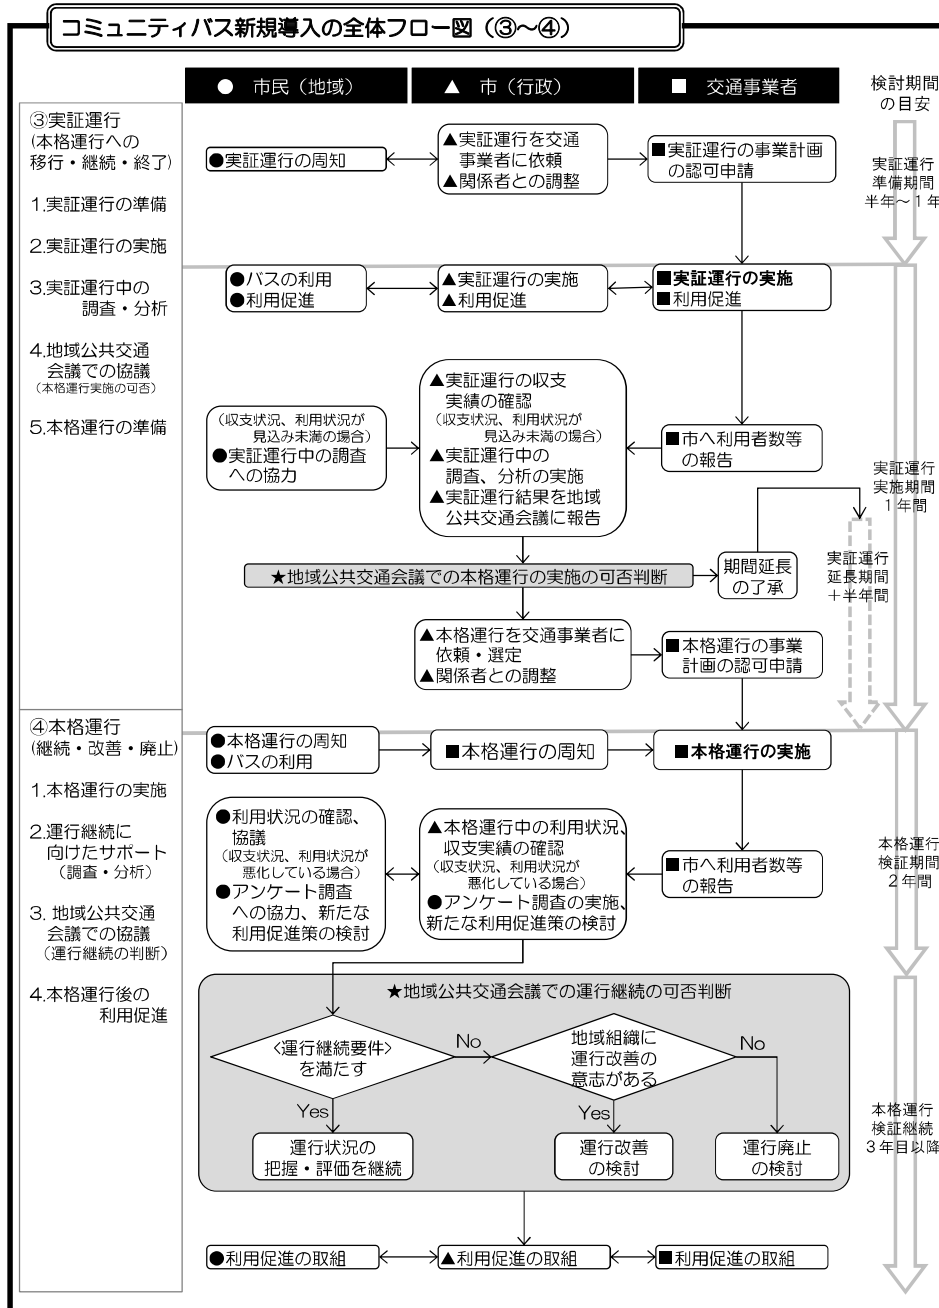 コミュニティバス新規導入の全体フロー図（③～④）
● 市民（地域）
▲ 市（行政）
■ 交通事業者
検討期間
の目安
③実証運行
(本格運行への
移行・継続・終了)
1.実証運行の準備
2.実証運行の実施
3.実証運行中の
調査・分析
4.地域公共交通
会議での協議
（本格運行実施の可否）
5.本格運行の準備
●実証運行の周知
▲実証運行を交通
事業者に依頼
▲関係者との調整
■実証運行の事業計画
の認可申請
実証運行
準備期間
半年～１年
●バスの利用
●利用促進
▲実証運行の実施
▲利用促進
■実証運行の実施
■利用促進
（収支状況、利用状況が
見込み未満の場合）
●実証運行中の調査
への協力
▲実証運行の収支
実績の確認
（収支状況、利用状況が
見込み未満の場合）
▲実証運行中の
調査、分析の実施
▲実証運行結果を地域
公共交通会議に報告
■市へ利用者数等
の報告
実証運行
実施期間
１年間
★地域公共交通会議での本格運行の実施の可否判断
期間延長
の了承
実証運行
延長期間
＋半年間
▲本格運行を交通事業者に
依頼・選定
▲関係者との調整
■本格運行の事業
計画の認可申請
④本格運行
(継続・改善・廃止)
1.本格運行の実施
2.運行継続に
向けたサポート
（調査・分析）
3. 地域公共交通
会議での協議
（運行継続の判断）
4.本格運行後の
利用促進
●本格運行の周知
●バスの利用
■本格運行の周知
■本格運行の実施
●利用状況の確認、
協議
（収支状況、利用状況が
悪化している場合）
●アンケート調査
への協力、新たな
利用促進策の検討
▲本格運行中の利用状況、
収支実績の確認
（収支状況、利用状況が
悪化している場合）
●アンケート調査の実施、
新たな利用促進策の検討
■市へ利用者数等
の報告
本格運行
検証期間
２年間
★地域公共交通会議での運行継続の可否判断
<運行継続要件>
を満たす
No
地域組織に
運行改善の
意志がある
No
Yes
Yes
運行状況の
把握・評価を継続
運行改善
の検討
運行廃止
の検討
本格運行
検証継続
３年目以降
●利用促進の取組
▲利用促進の取組
■利用促進の取組